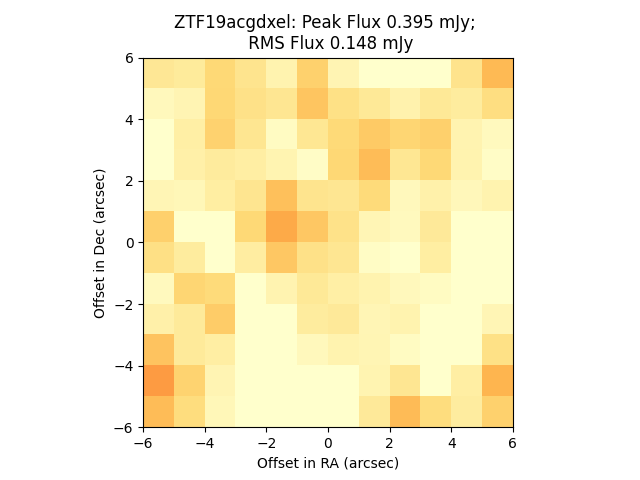 ZTF19acgdxel: Peak Flux 0.395 mJy;
RMS Flux 0.148 mJy
6
4
2
0
−2
−4
−6
Offset in Dec (arcsec)
−6 −4 −2 0 2 4 6
Offset in RA (arcsec)